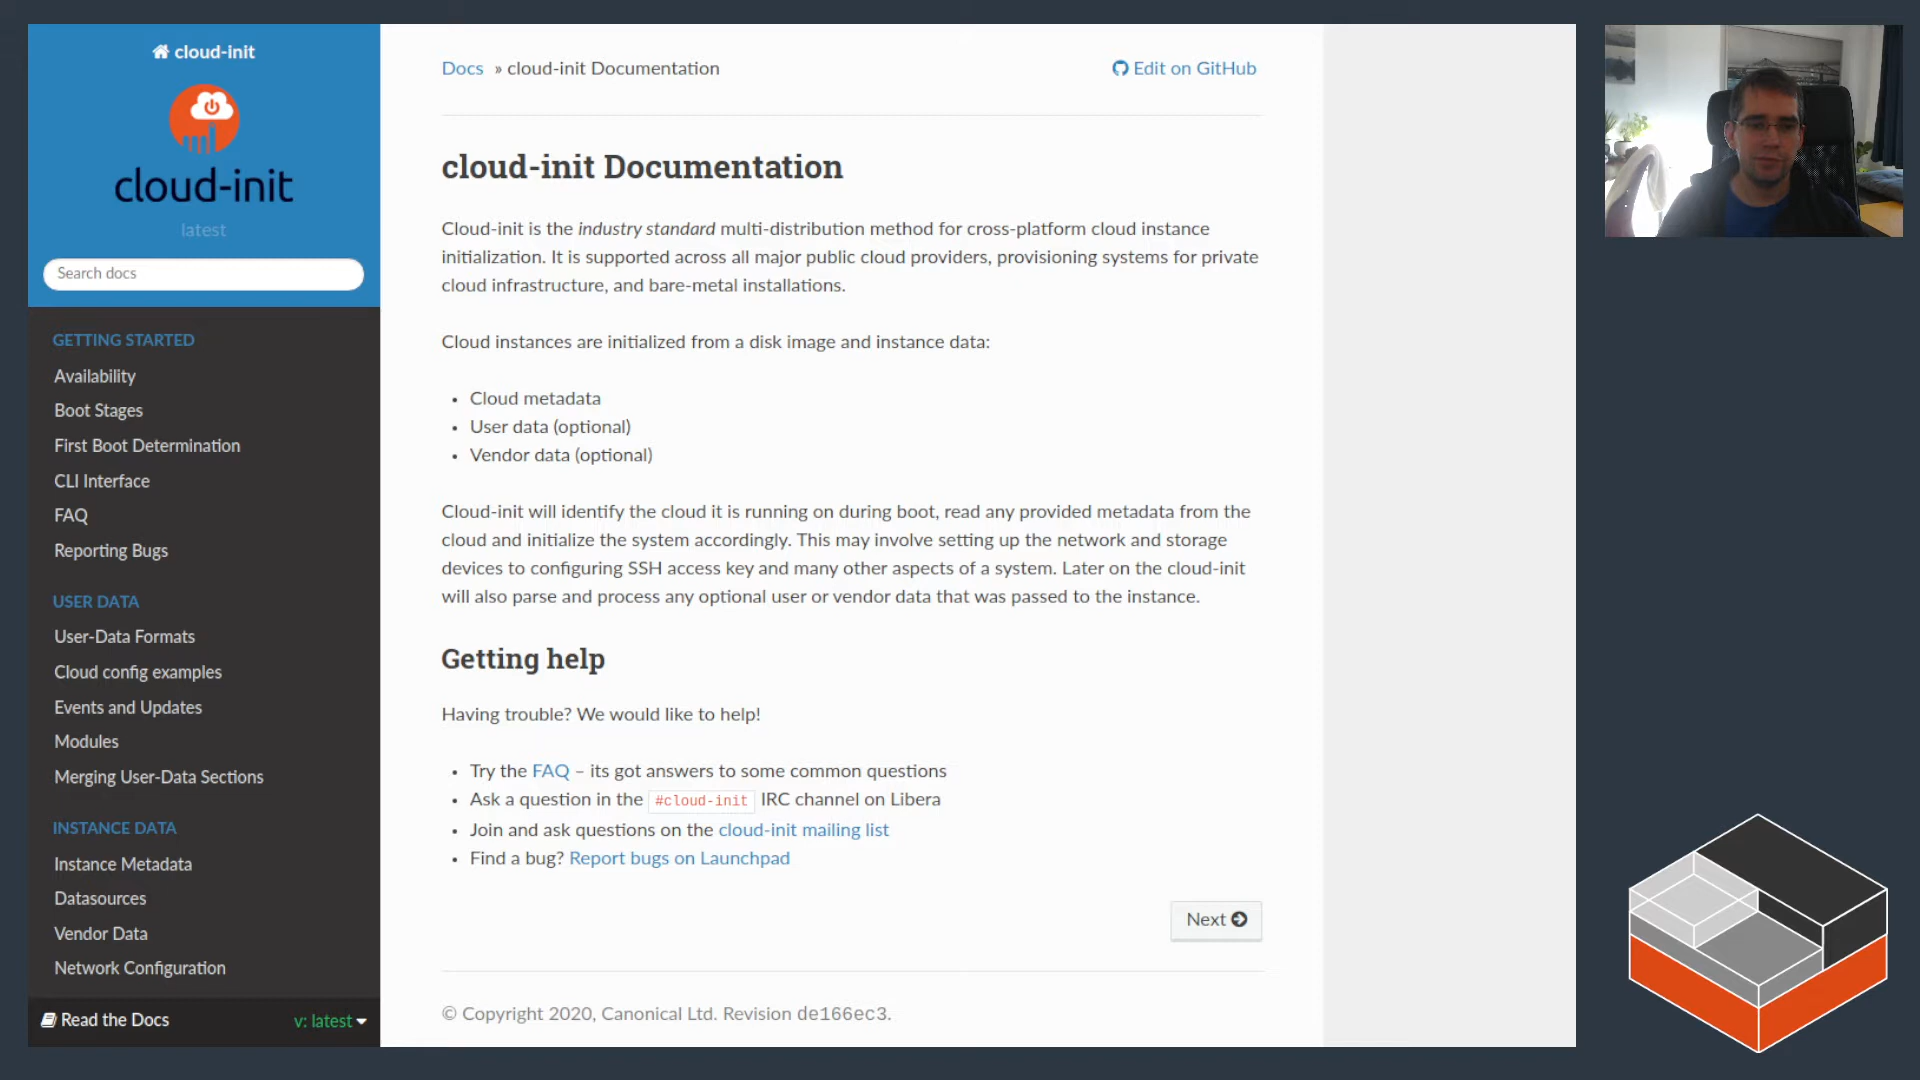 cloud-init
cloud-init
latest
Search docs
GETTING STARTED
Availability
Boot Stages
First Boot Determination
CLI Interface
FAQ
Reporting Bugs
USER DATA
User-Data Formats
Cloud config examples
Events and Updates
Modules
Merging User-Data Sections
INSTANCE DATA
Instance Metadata
Datasources
Vendor Data
Network Configuration
Read the Docs
v: latest
Docs » cloud-init Documentation
Edit on GitHub
cloud-init Documentation
Cloud-init is the industry standard multi-distribution method for cross-platform cloud instance
initialization. It is supported across all major public cloud providers, provisioning systems for private
cloud infrastructure, and bare-metal installations.
Cloud instances are initialized from a disk image and instance data:
• Cloud metadata
• User data (optional)
• Vendor data (optional)
Cloud-init will identify the cloud it is running on during boot, read any provided metadata from the
cloud and initialize the system accordingly. This may involve setting up the network and storage
devices to configuring SSH access key and many other aspects of a system. Later on the cloud-init
will also parse and process any optional user or vendor data that was passed to the instance.
Getting help
Having trouble? We would like to help!
• Try the FAQ – its got answers to some common questions
• Ask a question in the #cloud-init IRC channel on Libera
• Join and ask questions on the cloud-init mailing list
• Find a bug? Report bugs on Launchpad
Next
© Copyright 2020, Canonical Ltd. Revision de166ec3.